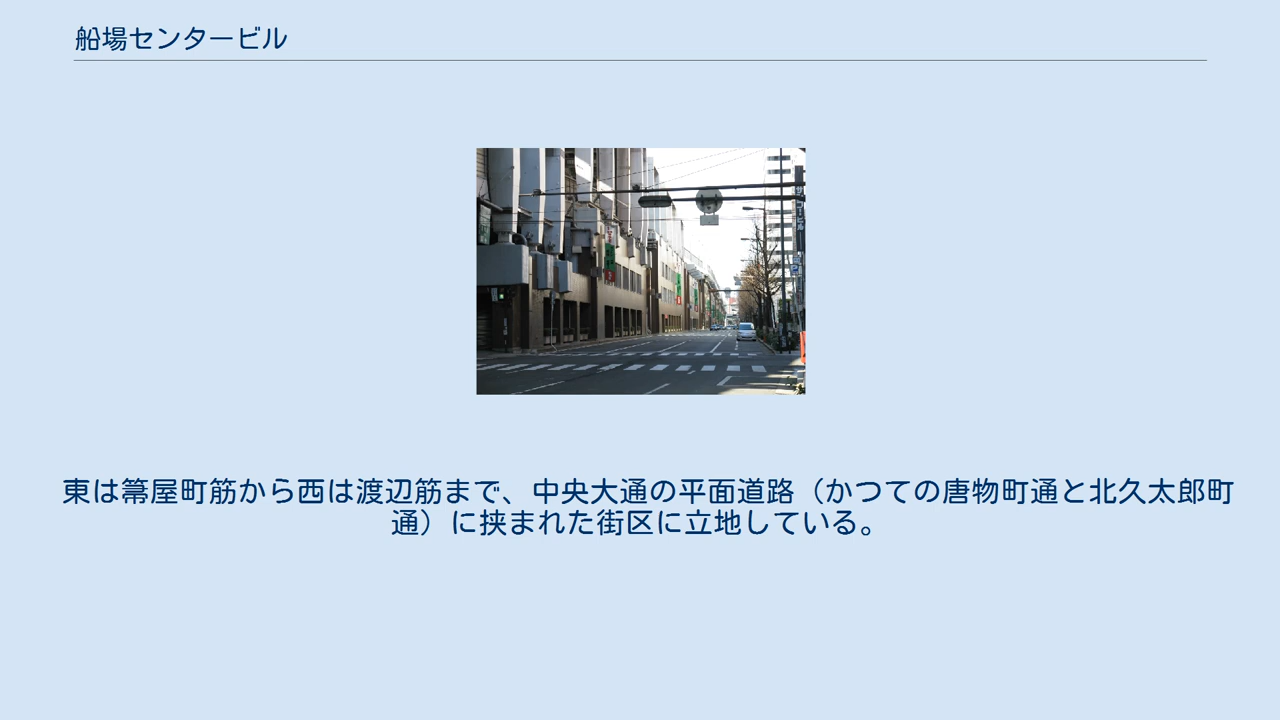 船場センタービル
東は箒屋町筋から西は渡辺筋まで、中央大通の平面道路（かつての唐物町通と北久太郎町
通）に挟まれた街区に立地している。